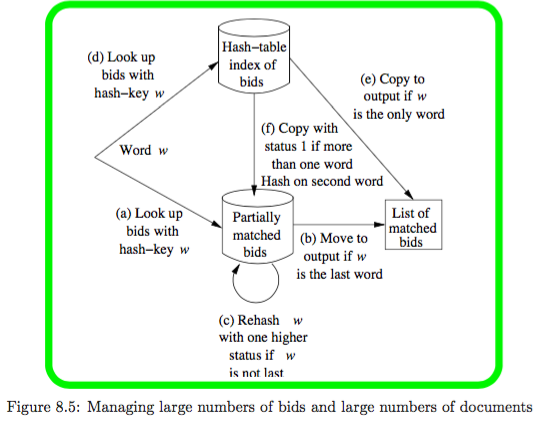 (d) Look up
bids with
hash−key w
Hash−table
index of
bids
(e) Copy to
output if w
is the only word
Word w
(f) Copy with
status 1 if more
than one word
Hash on second word
(a) Look up
bids with
hash−key w
Partially
matched
bids
(b) Move to
output if w
is the last word
List of
matched
bids
(c) Rehash w
with one higher
status if w
is not last
Figure 8.5: Managing large numbers of bids and large numbers of documents